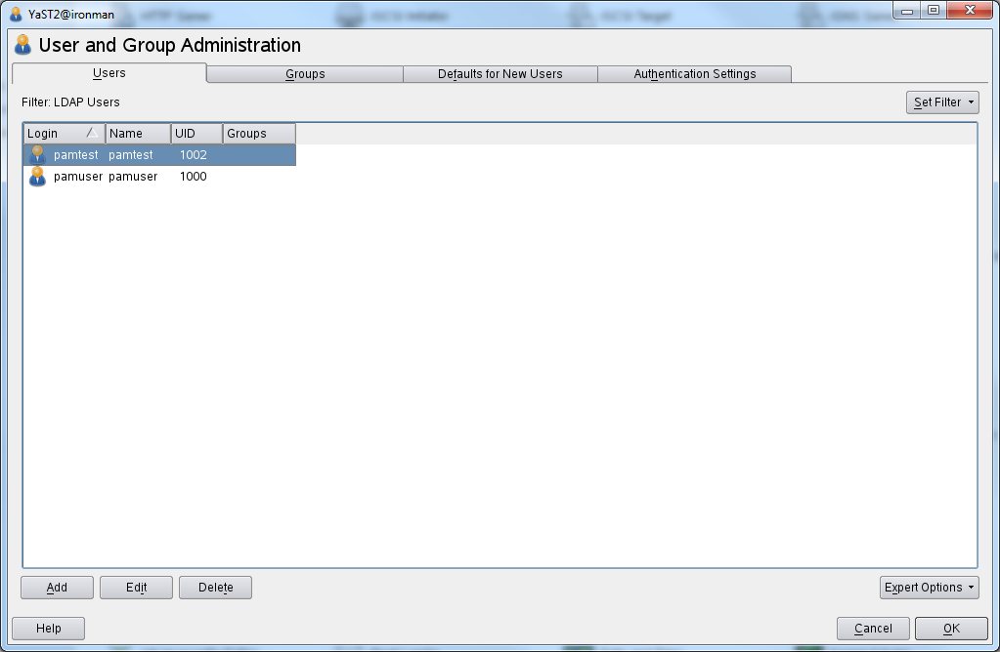 YaST2@ironman
User and Group Administration
Users Groups Defaults for New Users Authentication Settings
Filter: LDAP Users Set Filter
Login Name UID Groups
pamtest pamtest 1002
pamuser pamuser 1000
Add Edit Delete Expert Options
Help Cancel OK